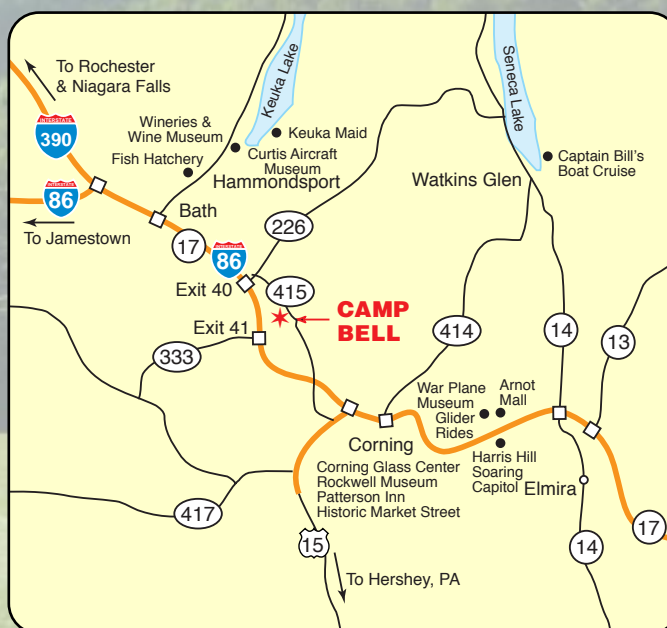 To Rochester
& Niagara Falls
INTERSTATE
390
INTERSTATE
86
To Jamestown
Wineries &
Wine Museum
Fish Hatchery
Keuka Lake
Keuka Maid
Curtis Aircraft
Museum
Hammondsport
Bath
17
INTERSTATE
86
226
Seneca Lake
Captain Bill's
Boat Cruise
Watkins Glen
Exit 40
415
CAMP
BELL
Exit 41
333
414
14
13
War Plane
Museum
Glider
Rides
Arnot
Mall
Harris Hill
Soaring
Capitol
Elmira
Corning
Corning Glass Center
Rockwell Museum
Patterson Inn
Historic Market Street
417
15
To Hershey, PA
14
17